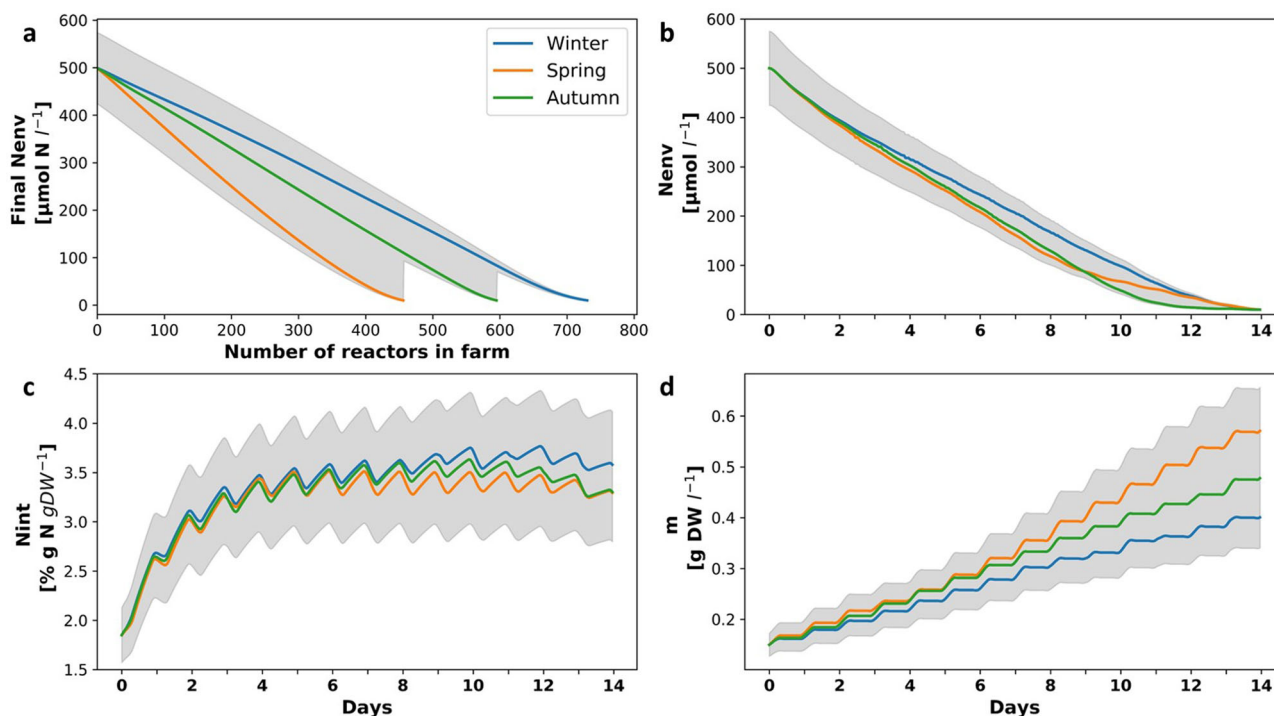 a
600
500
400
300
200
100
0
Final Nenv
[µmol N l⁻¹]
Winter
Spring
Autumn
0 100 200 300 400 500 600 700 800
Number of reactors in farm
b
600
500
400
300
200
100
0
Nenv
[µmol l⁻¹]
0 2 4 6 8 10 12 14
c
4.5
4.0
3.5
3.0
2.5
2.0
1.5
Nint
[% g N gDW⁻¹]
0 2 4 6 8 10 12 14
Days
d
0.6
0.5
0.4
0.3
0.2
m
[g DW l⁻¹]
0 2 4 6 8 10 12 14
Days